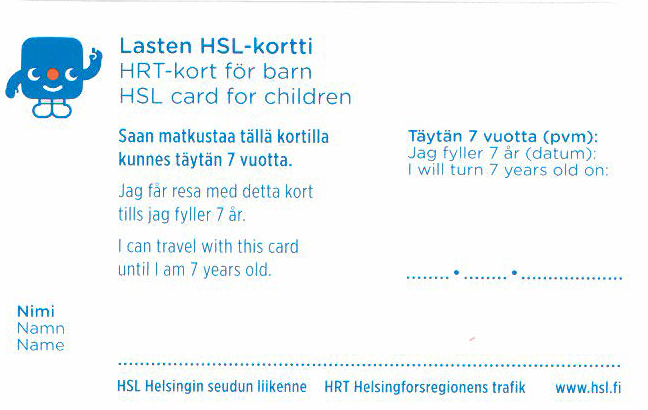 Lasten HSL-kortti
HRT-kort för barn
HSL card for children
Saan matkustaa tällä kortilla
kunnes täytän 7 vuotta.
Jag får resa med detta kort
tills jag fyller 7 år.
I can travel with this card
until I am 7 years old.
Täytän 7 vuotta (pvm):
Jag fyller 7 år (datum):
I will turn 7 years old on:
Nimi
Namn
Name
HSL Helsingin seudun liikenne HRT Helsingforsregionens trafik www.hsl.fi